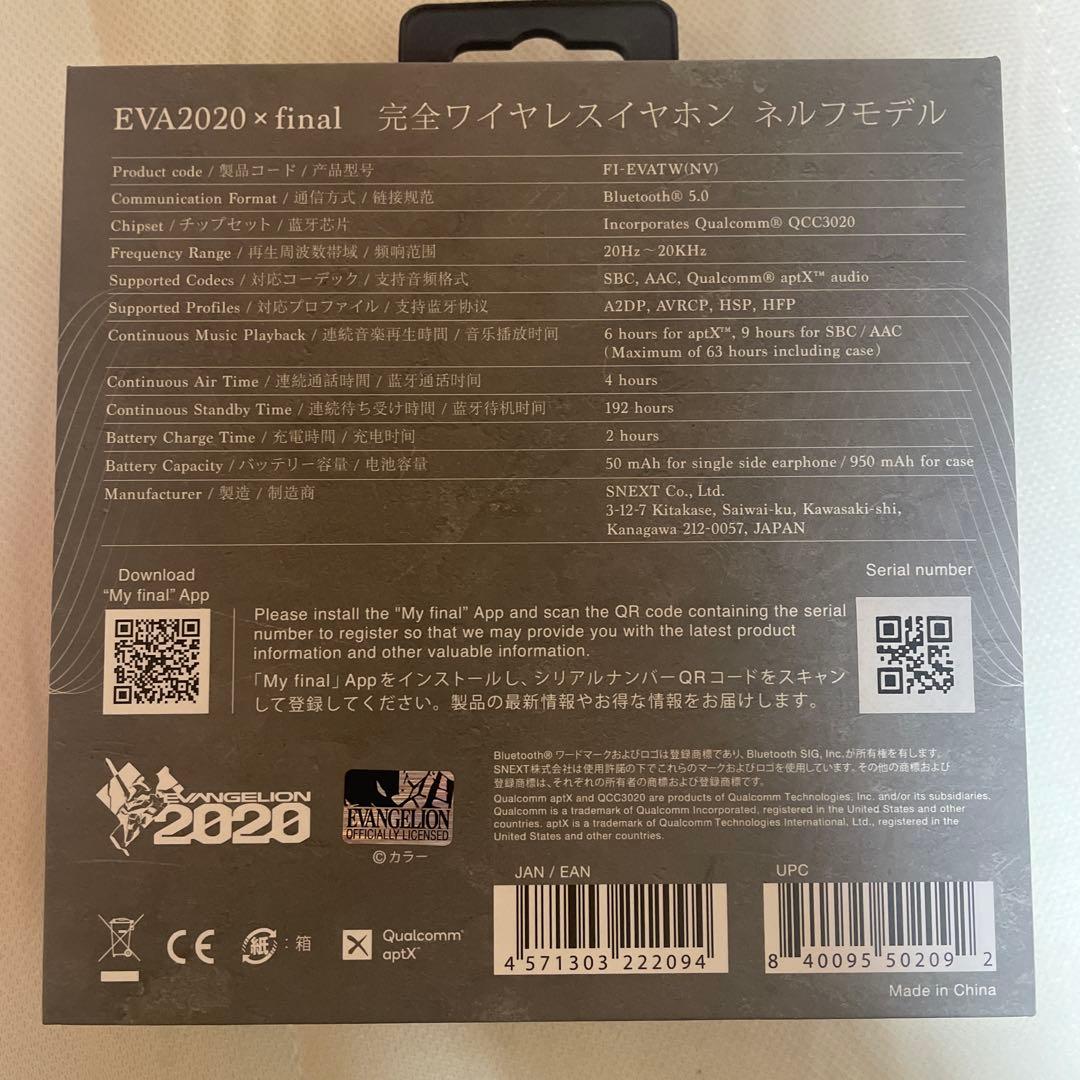 EVA2020 × final 完全ワイヤレスイヤホン ネルフモデル
Product code / 製品コード / 产品型号 FI-EVATW(NV)
Communication Format / 通信方式 / 链接规范 Bluetooth® 5.0
Chipset / チップセット / 蓝牙芯片 Incorporates Qualcomm® QCC3020
Frequency Range / 再生周波数帯域 / 频响范围 20Hz～20KHz
Supported Codecs / 対応コーデック / 支持音频格式 SBC, AAC, Qualcomm® aptX™ audio
Supported Profiles / 対応プロファイル / 支持蓝牙协议 A2DP, AVRCP, HSP, HFP
Continuous Music Playback / 連続音楽再生時間 / 音乐播放时间 6 hours for aptX™, 9 hours for SBC / AAC
(Maximum of 63 hours including case)
Continuous Air Time / 連続通話時間 / 蓝牙通话时间 4 hours
Continuous Standby Time / 連続待ち受け時間 / 蓝牙待机时间 192 hours
Battery Charge Time / 充電時間 / 充电时间 2 hours
Battery Capacity / バッテリー容量 / 电池容量 50 mAh for single side earphone / 950 mAh for case
Manufacturer / 製造 / 制造商 SNEXT Co., Ltd.
3-12-7 Kitakase, Saiwai-ku, Kawasaki-shi,
Kanagawa 212-0057, JAPAN
Download
"My final" App
Serial number
Please install the "My final" App and scan the QR code containing the serial
number to register so that we may provide you with the latest product
information and other valuable information.
「My final」Appをインストールし、シリアルナンバーQRコードをスキャン
して登録してください。製品の最新情報やお得な情報をお届けします。
Bluetooth® ワードマークおよびロゴは登録商標であり、Bluetooth SIG, Inc.が所有権を有します。
SNEXT株式会社は使用許諾の下でこれらのマークおよびロゴを使用しています。その他の商標および
登録商標は、それぞれの所有者の商標および登録商標です。
Qualcomm aptX and QCC3020 are products of Qualcomm Technologies, Inc. and/or its subsidiaries.
Qualcomm is a trademark of Qualcomm Incorporated, registered in the United States and other
countries. aptX is a trademark of Qualcomm Technologies International, Ltd., registered in the
United States and other countries.
EVANGELION
2020
EVANGELION
OFFICIALLY LICENSED
©カラー
JAN / EAN
4 571303 222094
UPC
8 40095 50209 2
CE
紙 : 箱
Qualcomm®
aptX™
Made in China